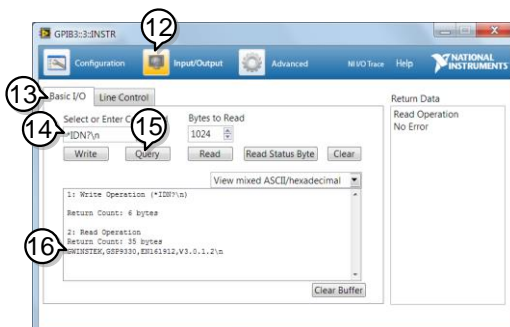 GPIB3::3::INSTR
12
Configuration Input/Output Advanced NI I/O Trace Help NATIONAL INSTRUMENTS
13
Basic I/O Line Control
Return Data
14
Select or Enter C
15
Bytes to Read
Read Operation
No Error
*IDN?\n
1024
Write Query Read Read Status Byte Clear
View mixed ASCII/hexadecimal
1: Write Operation (*IDN?\n)
Return Count: 6 bytes
2: Read Operation
16
Return Count: 35 bytes
GWINSTEK,GSP9330,EN161912,V3.0.1.2\n
Clear Buffer